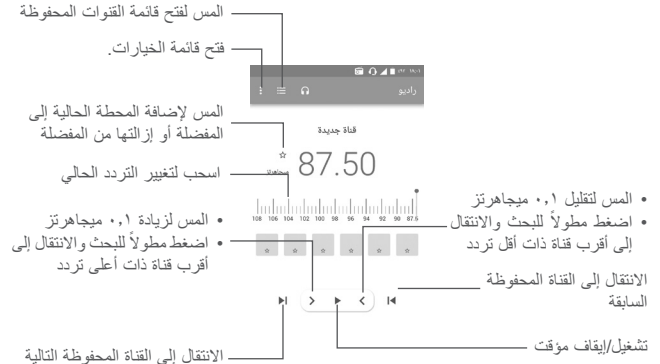 المس لفتح قائمة القنوات المحفوظة
فتح قائمة الخيارات.
راديو
المس لإضافة المحطة الحالية إلى
المفضلة أو إزالتها من المفضلة
قناة جديدة
87.50
ميجاهرتز
اسحب لتغيير التردد الحالي
108 106 104 102 100 98 96 94 92 90 87.5
• المس لتقليل ٠,١ ميجاهرتز
• اضغط مطولاً للبحث والانتقال
إلى أقرب قناة ذات أقل تردد
• المس لزيادة ٠,١ ميجاهرتز
• اضغط مطولاً للبحث والانتقال إلى
أقرب قناة ذات أعلى تردد
الانتقال إلى القناة المحفوظة
السابقة
تشغيل/إيقاف مؤقت
الانتقال إلى القناة المحفوظة التالية